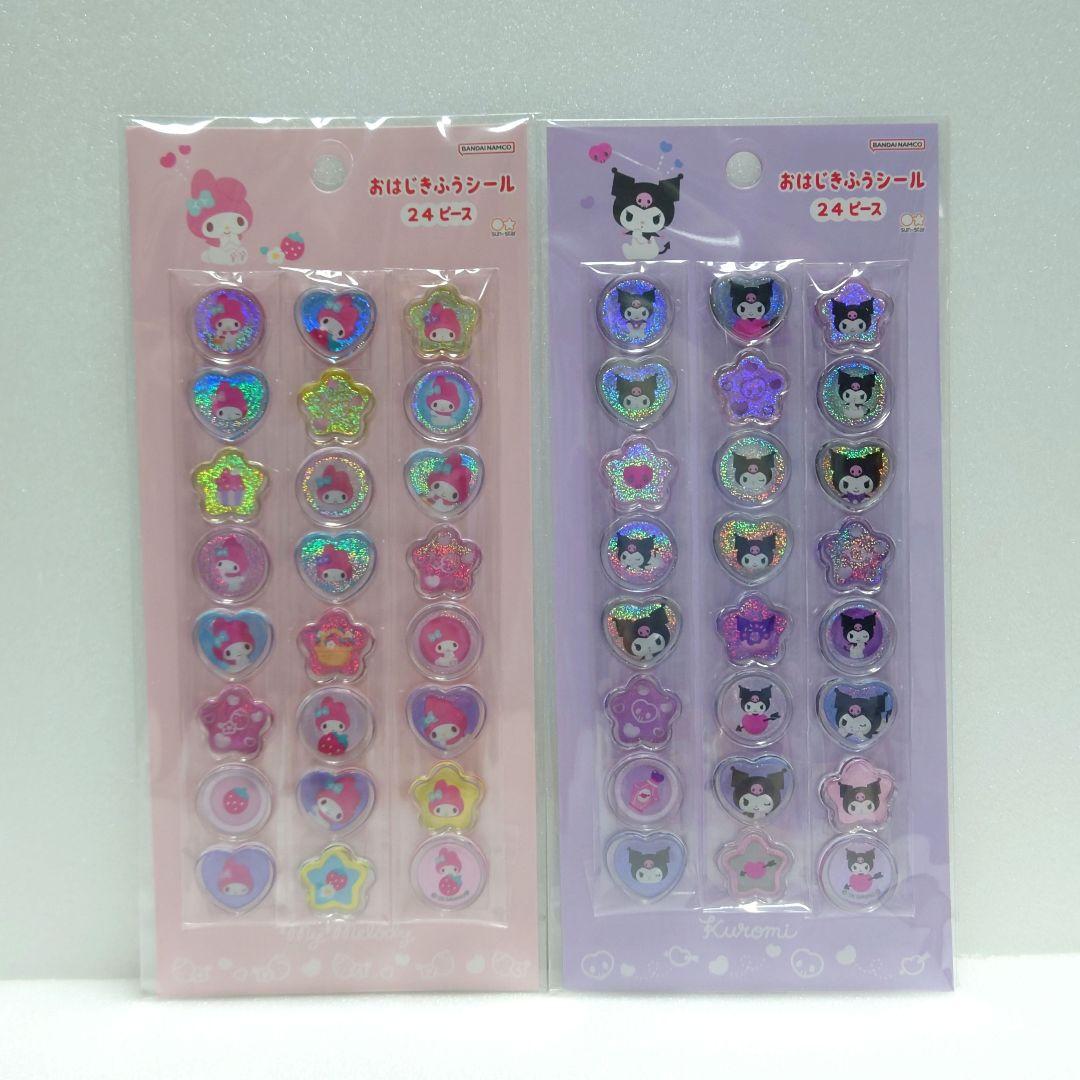 BANDAI NAMCO
おはじきふうシール
24ピース
sun-star
My Melody
BANDAI NAMCO
おはじきふうシール
24ピース
sun-star
Kuromi